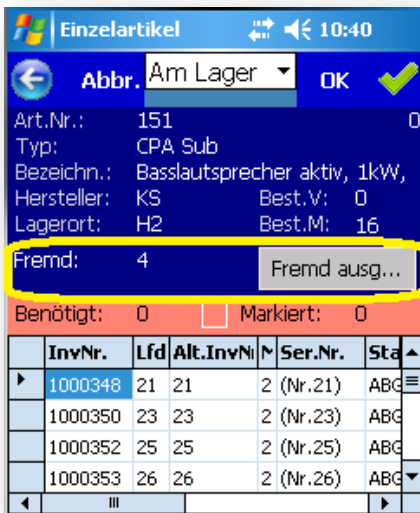 Einzelartikel 10:40
Abbr. Am Lager OK
Art.Nr.: 151 0
Typ: CPA Sub
Bezeichn.: Basslautsprecher aktiv, 1kW,
Hersteller: KS Best.V: 0
Lagerort: H2 Best.M: 16
Fremd: 4 Fremd ausg...
Benötigt: 0 Markiert: 0
InvNr. Lfd Alt.InvN Ser.Nr. Sta
1000348 21 21 2 (Nr.21) ABG
1000350 23 23 2 (Nr.23) ABG
1000352 25 25 2 (Nr.25) ABG
1000353 26 26 2 (Nr.26) ABG